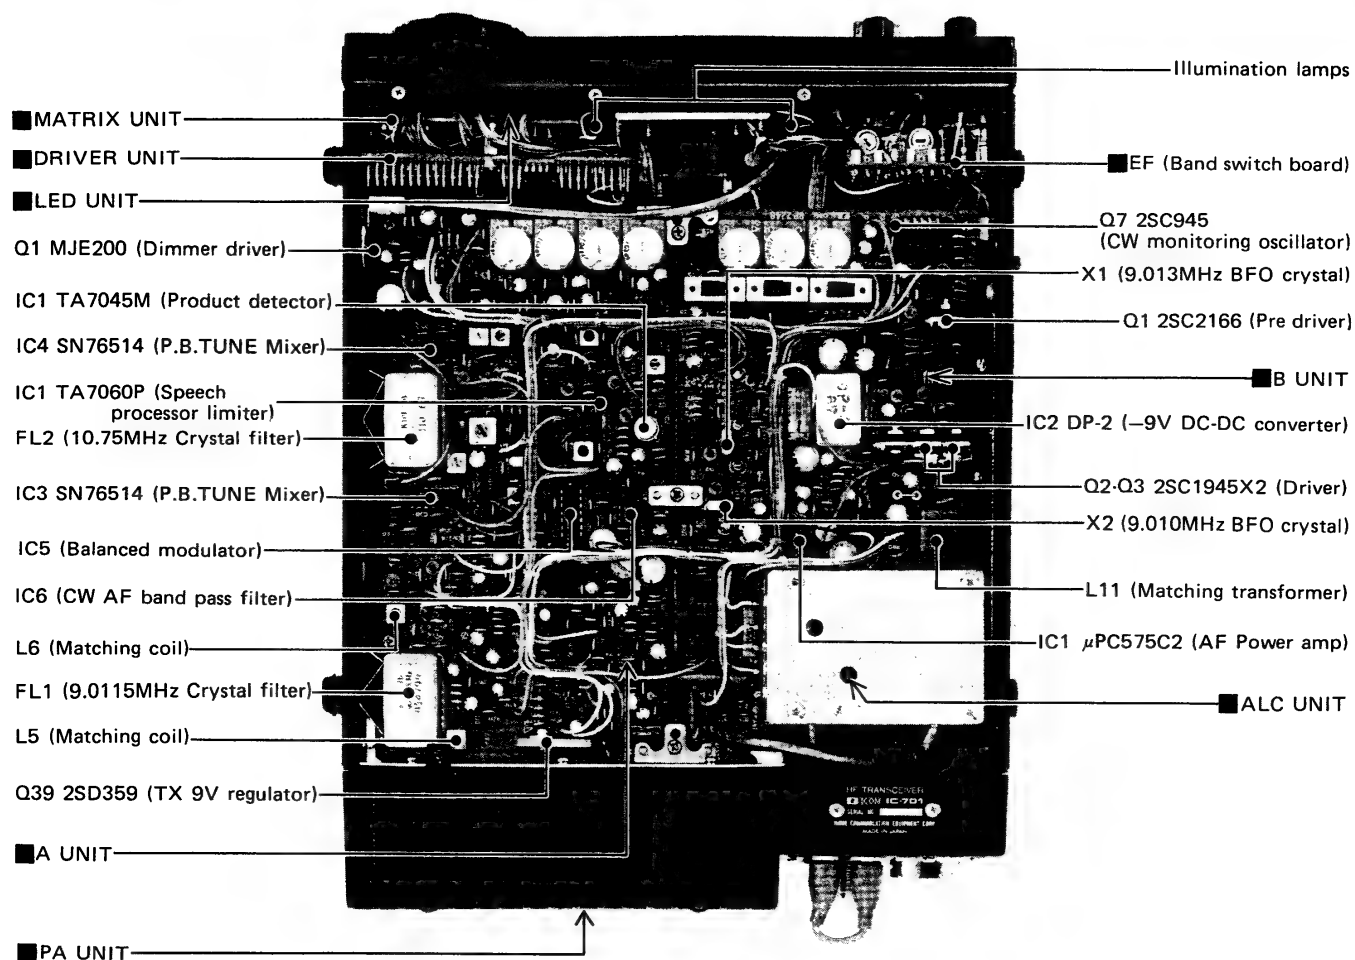 ■MATRIX UNIT
■DRIVER UNIT
■LED UNIT
Q1 MJE200 (Dimmer driver)
IC1 TA7045M (Product detector)
IC4 SN76514 (P.B.TUNE Mixer)
IC1 TA7060P (Speech
processor limiter)
FL2 (10.75MHz Crystal filter)
IC3 SN76514 (P.B.TUNE Mixer)
IC5 (Balanced modulator)
IC6 (CW AF band pass filter)
L6 (Matching coil)
FL1 (9.0115MHz Crystal filter)
L5 (Matching coil)
Q39 2SD359 (TX 9V regulator)
■A UNIT
■PA UNIT
Illumination lamps
■EF (Band switch board)
Q7 2SC945
(CW monitoring oscillator)
X1 (9.013MHz BFO crystal)
Q1 2SC2166 (Pre driver)
■B UNIT
IC2 DP-2 (−9V DC-DC converter)
Q2·Q3 2SC1945X2 (Driver)
X2 (9.010MHz BFO crystal)
L11 (Matching transformer)
IC1 μPC575C2 (AF Power amp)
■ALC UNIT
HF TRANSCEIVER
ICOM IC-701
SERIAL NO
MADE IN JAPAN